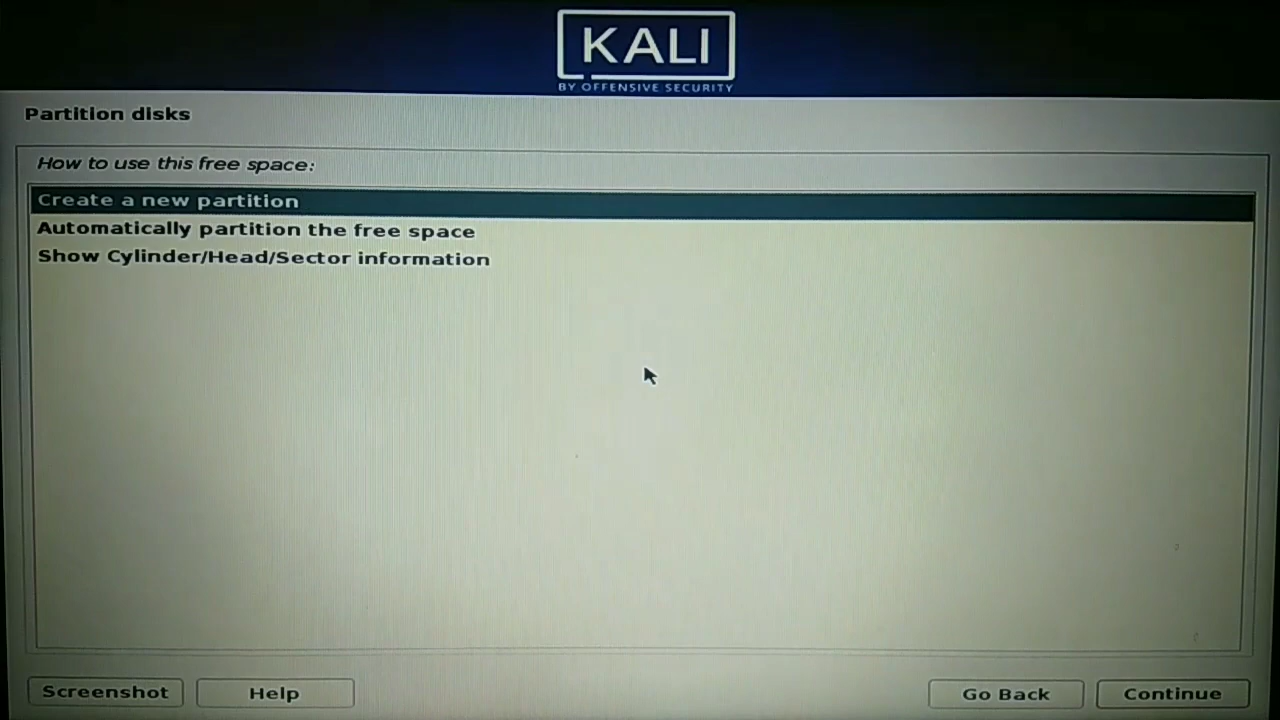 KALI
BY OFFENSIVE SECURITY
Partition disks
How to use this free space:
Create a new partition
Automatically partition the free space
Show Cylinder/Head/Sector information
Screenshot
Help
Go Back
Continue